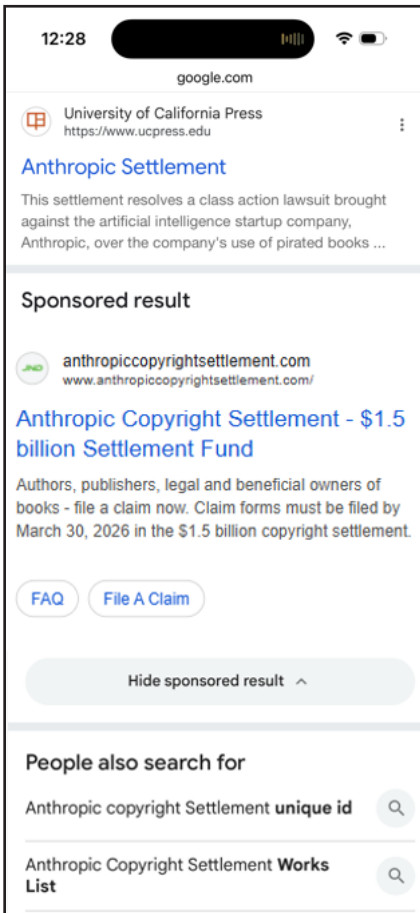 12:28
google.com
University of California Press
https://www.ucpress.edu
Anthropic Settlement
This settlement resolves a class action lawsuit brought
against the artificial intelligence startup company,
Anthropic, over the company's use of pirated books ...
Sponsored result
JND
anthropiccopyrightsettlement.com
www.anthropiccopyrightsettlement.com/
Anthropic Copyright Settlement - $1.5
billion Settlement Fund
Authors, publishers, legal and beneficial owners of
books - file a claim now. Claim forms must be filed by
March 30, 2026 in the $1.5 billion copyright settlement.
FAQ
File A Claim
Hide sponsored result
People also search for
Anthropic copyright Settlement unique id
Anthropic Copyright Settlement Works
List